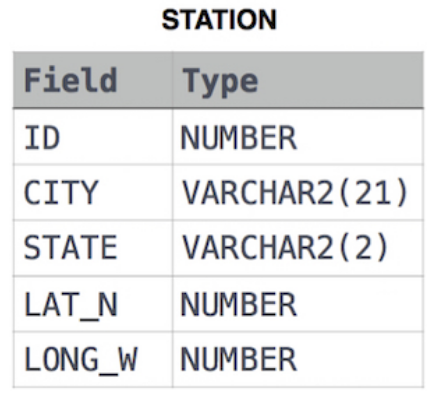 STATION
Field Type
ID NUMBER
CITY VARCHAR2(21)
STATE VARCHAR2(2)
LAT_N NUMBER
LONG_W NUMBER